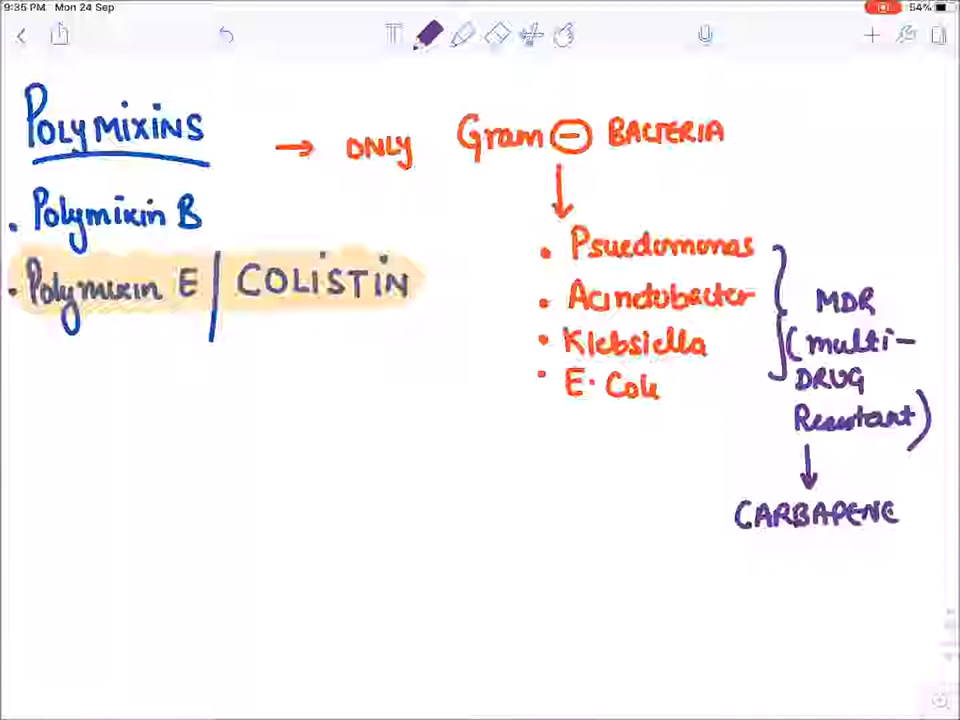 9:35 PM Mon 24 Sep
54%
POLYMIXINS
→ ONLY Gram ⊖ BACTERIA
• Polymixin B
• Polymixin E / COLISTIN
• Psuedomonas
• Acinetobacter
• Klebsiella
• E. Coli
MDR
(multi-
DRUG
Resistant)
CARBAPENE